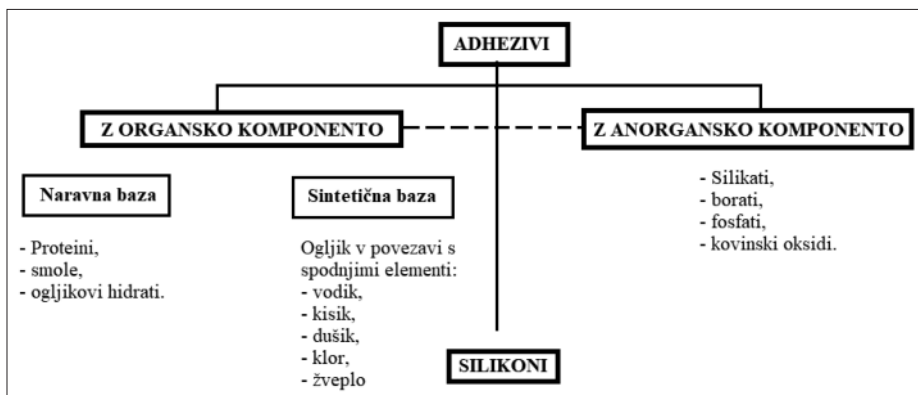 ADHEZIVI
Z ORGANSKO KOMPONENTO
Z ANORGANSKO KOMPONENTO
Naravna baza
- Proteini,
- smole,
- ogljikovi hidrati.
Sintetična baza
Ogljik v povezavi s
spodnjimi elementi:
- vodik,
- kisik,
- dušik,
- klor,
- žveplo
- Silikati,
- borati,
- fosfati,
- kovinski oksidi.
SILIKONI